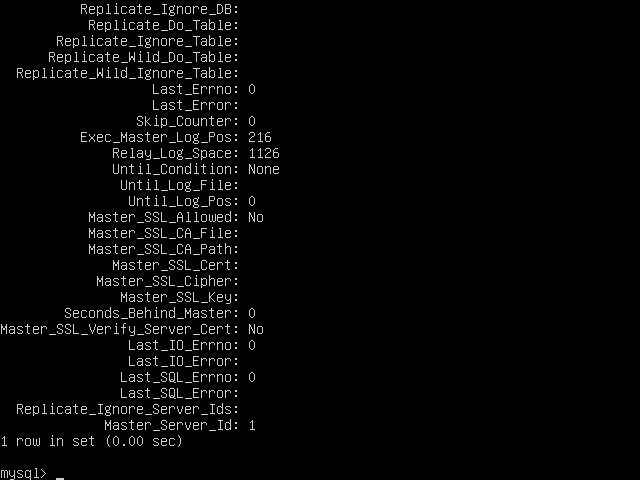 Replicate_Ignore_DB:
Replicate_Do_Table:
Replicate_Ignore_Table:
Replicate_Wild_Do_Table:
Replicate_Wild_Ignore_Table:
Last_Errno: 0
Last_Error:
Skip_Counter: 0
Exec_Master_Log_Pos: 216
Relay_Log_Space: 1126
Until_Condition: None
Until_Log_File:
Until_Log_Pos: 0
Master_SSL_Allowed: No
Master_SSL_CA_File:
Master_SSL_CA_Path:
Master_SSL_Cert:
Master_SSL_Cipher:
Master_SSL_Key:
Seconds_Behind_Master: 0
Master_SSL_Verify_Server_Cert: No
Last_IO_Errno: 0
Last_IO_Error:
Last_SQL_Errno: 0
Last_SQL_Error:
Replicate_Ignore_Server_Ids:
Master_Server_Id: 1
1 row in set (0.00 sec)
mysql> _